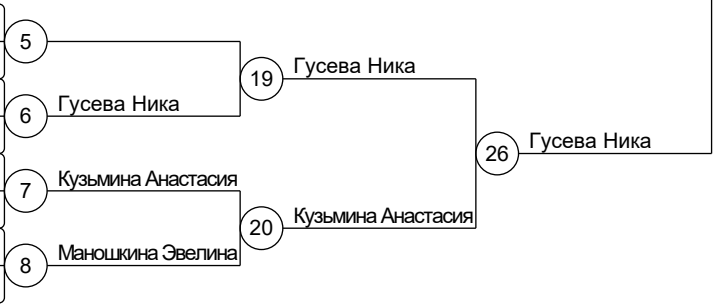 5
6 Гусева Ника
19 Гусева Ника
7 Кузьмина Анастасия
8 Маношкина Эвелина
20 Кузьмина Анастасия
26 Гусева Ника